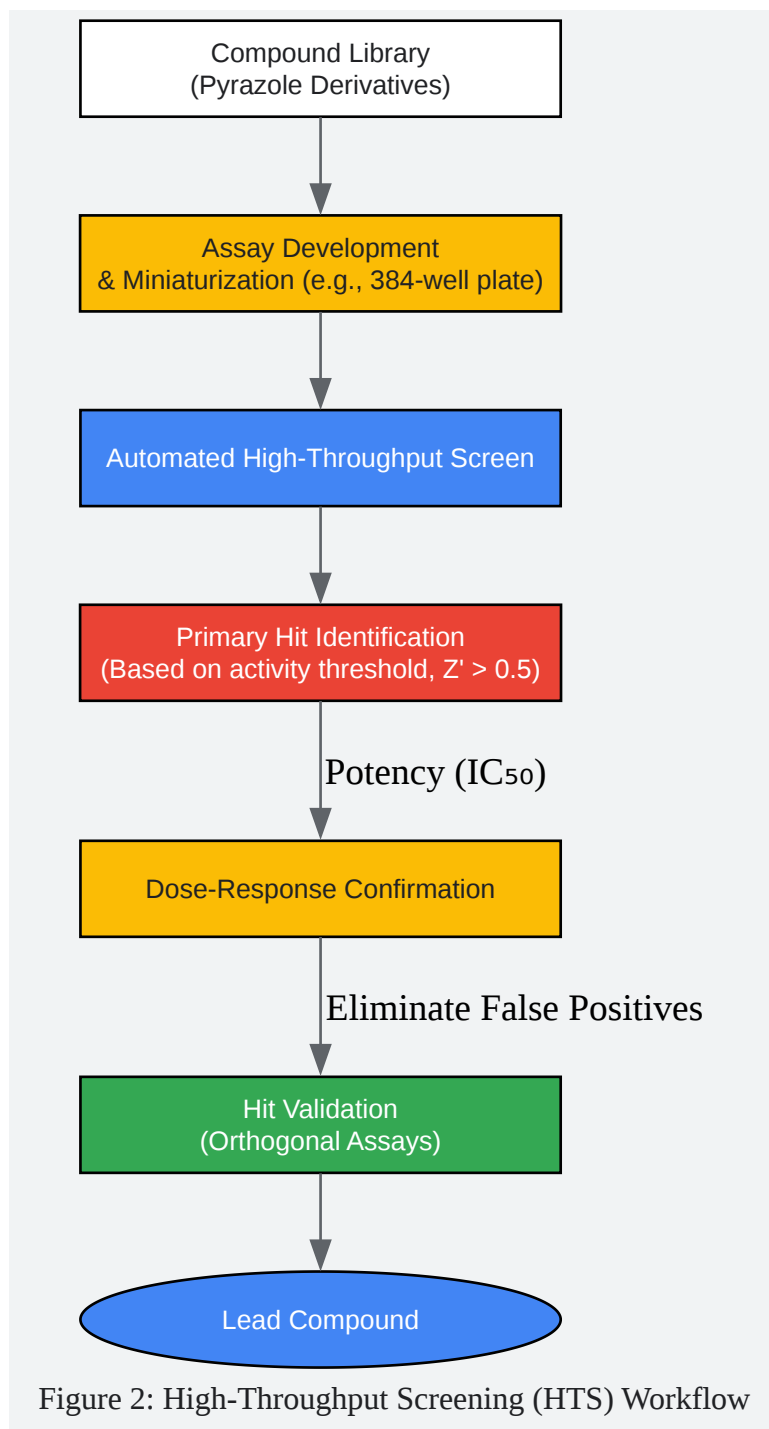 Compound Library
(Pyrazole Derivatives)
Assay Development
& Miniaturization (e.g., 384-well plate)
Automated High-Throughput Screen
Primary Hit Identification
(Based on activity threshold, Z' > 0.5)
Potency (IC₅₀)
Dose-Response Confirmation
Eliminate False Positives
Hit Validation
(Orthogonal Assays)
Lead Compound
Figure 2: High-Throughput Screening (HTS) Workflow